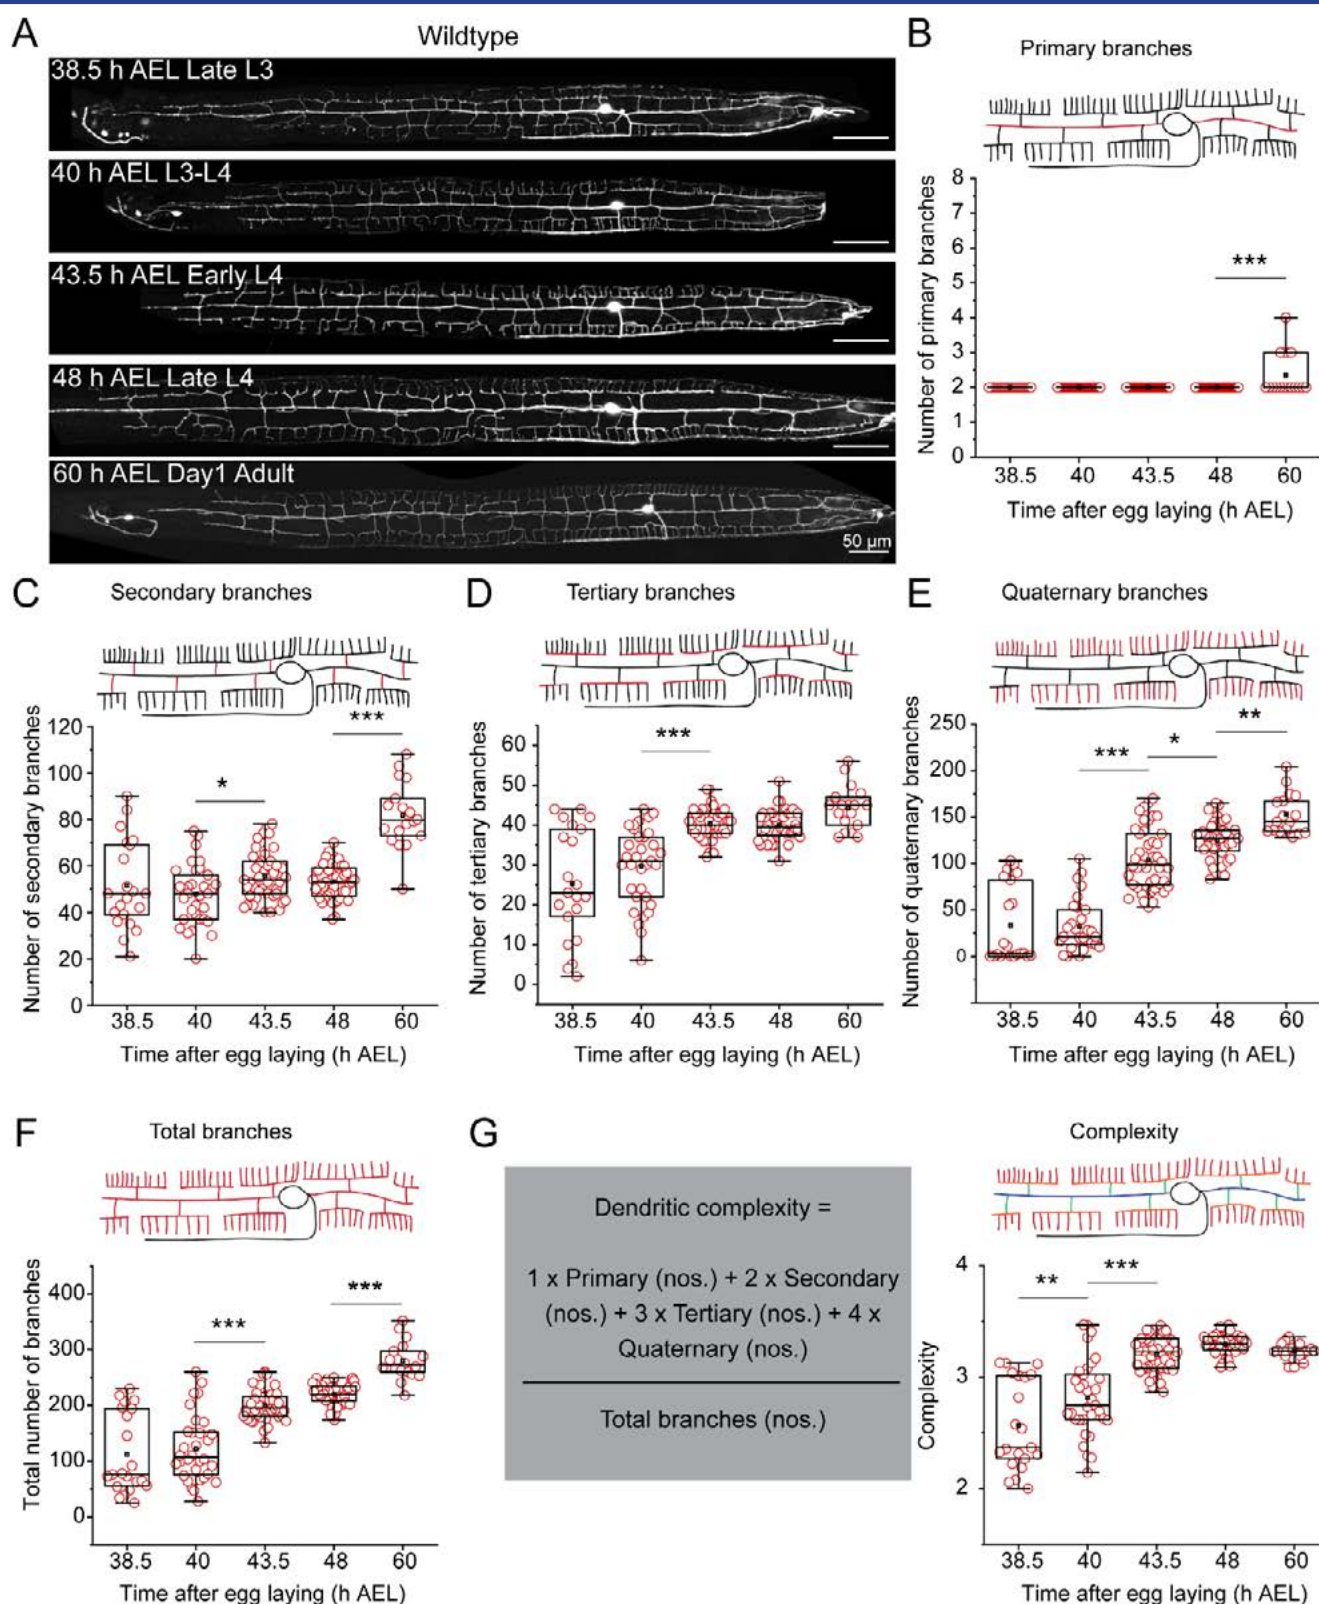 A
Wildtype
38.5 h AEL Late L3
40 h AEL L3-L4
43.5 h AEL Early L4
48 h AEL Late L4
60 h AEL Day1 Adult
50 µm
B
Primary branches
Number of primary branches
8
7
6
5
4
3
2
1
0
***
38.5 40 43.5 48 60
Time after egg laying (h AEL)
C
Secondary branches
Number of secondary branches
120
100
80
60
40
20
0
*
***
38.5 40 43.5 48 60
Time after egg laying (h AEL)
D
Tertiary branches
Number of tertiary branches
60
50
40
30
20
10
0
***
38.5 40 43.5 48 60
Time after egg laying (h AEL)
E
Quaternary branches
Number of quaternary branches
250
200
150
100
50
0
***
*
**
38.5 40 43.5 48 60
Time after egg laying (h AEL)
F
Total branches
Total number of branches
400
300
200
100
0
***
***
38.5 40 43.5 48 60
Time after egg laying (h AEL)
G
Dendritic complexity =
1 x Primary (nos.) + 2 x Secondary
(nos.) + 3 x Tertiary (nos.) + 4 x
Quaternary (nos.)
Total branches (nos.)
Complexity
Complexity
4
3
2
**
***
38.5 40 43.5 48 60
Time after egg laying (h AEL)